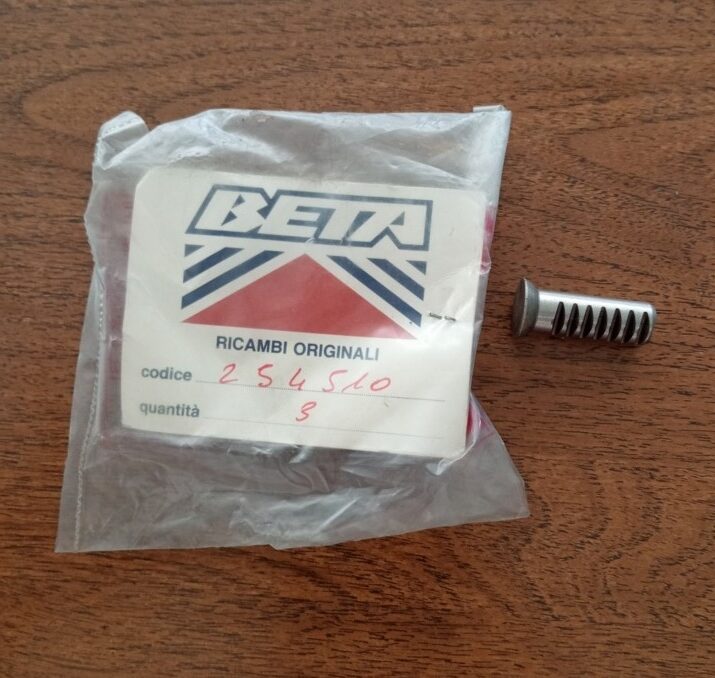 BETA
RICAMBI ORIGINALI
codice 254510
quantità 3